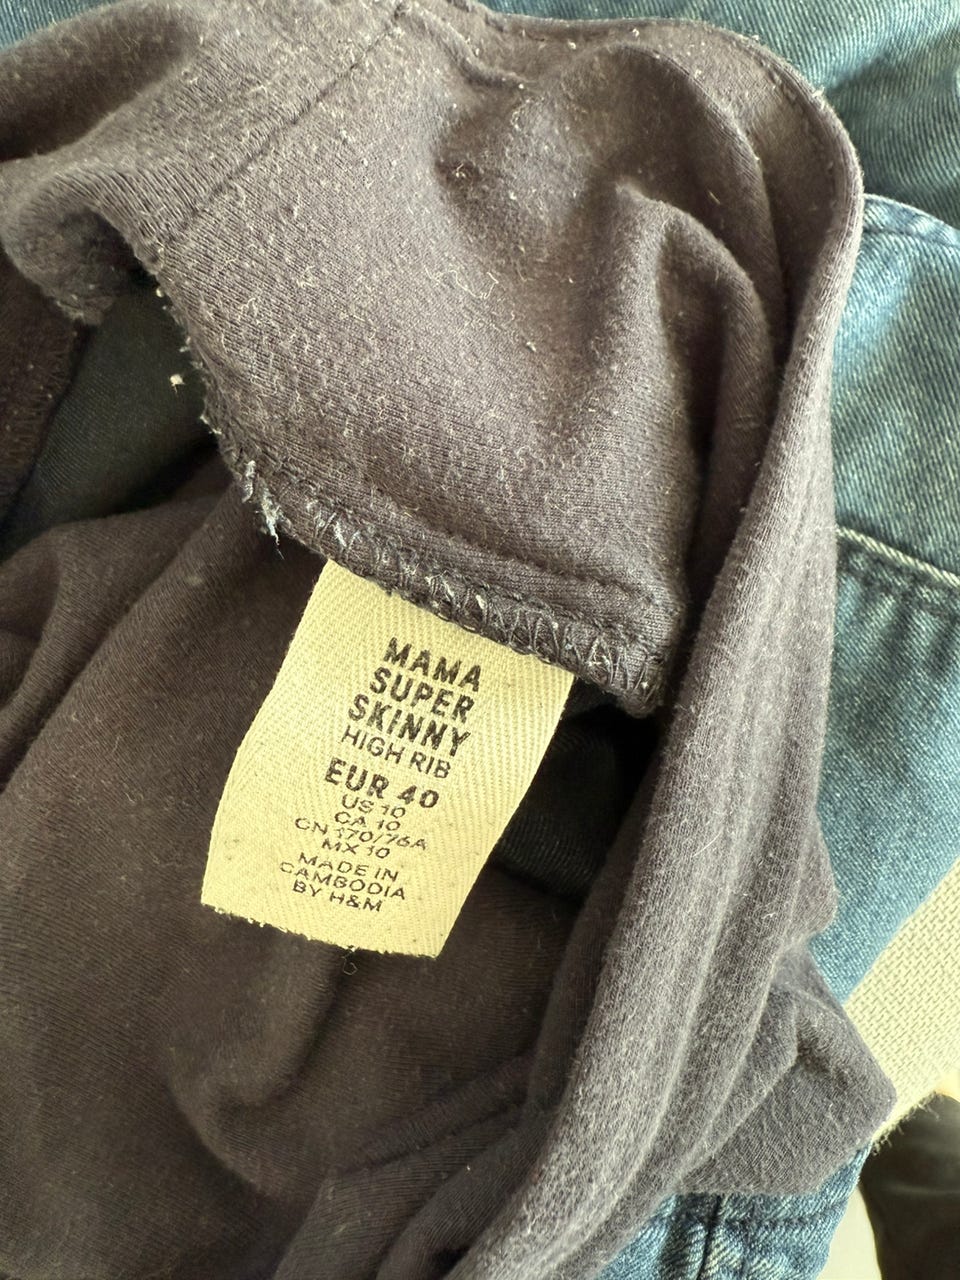 MAMA
SUPER
SKINNY
HIGH RIB
EUR 40
US 10
CA 10
CN 170/76A
MX 10
MADE IN
CAMBODIA
BY H&M